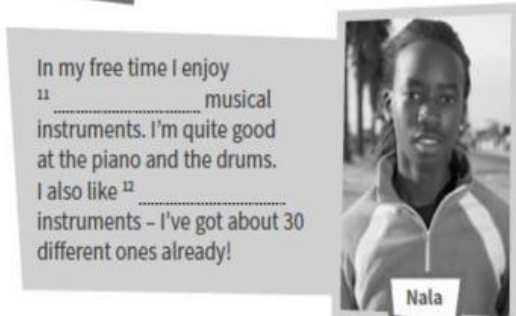 In my free time I enjoy
11 .............................. musical
instruments. I'm quite good
at the piano and the drums.
I also like 12 ..............................
instruments – I've got about 30
different ones already!
Nala